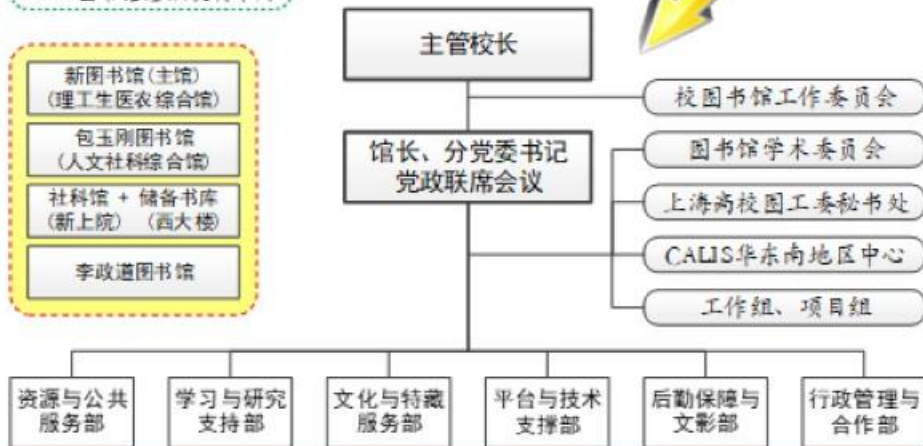 主管校长
新图书馆(主馆)
(理工生医农综合馆)
包玉刚图书馆
(人文社科综合馆)
社科馆 + 储备书库
(新上院) (西大楼)
李政道图书馆
馆长、分党委书记
党政联席会议
校图书馆工作委员会
图书馆学术委员会
上海高校图工委秘书处
CALIS华东南地区中心
工作组、项目组
资源与公共
服务部
学习与研究
支持部
文化与特藏
服务部
平台与技术
支撑部
后勤保障与
文影部
行政管理与
合作部